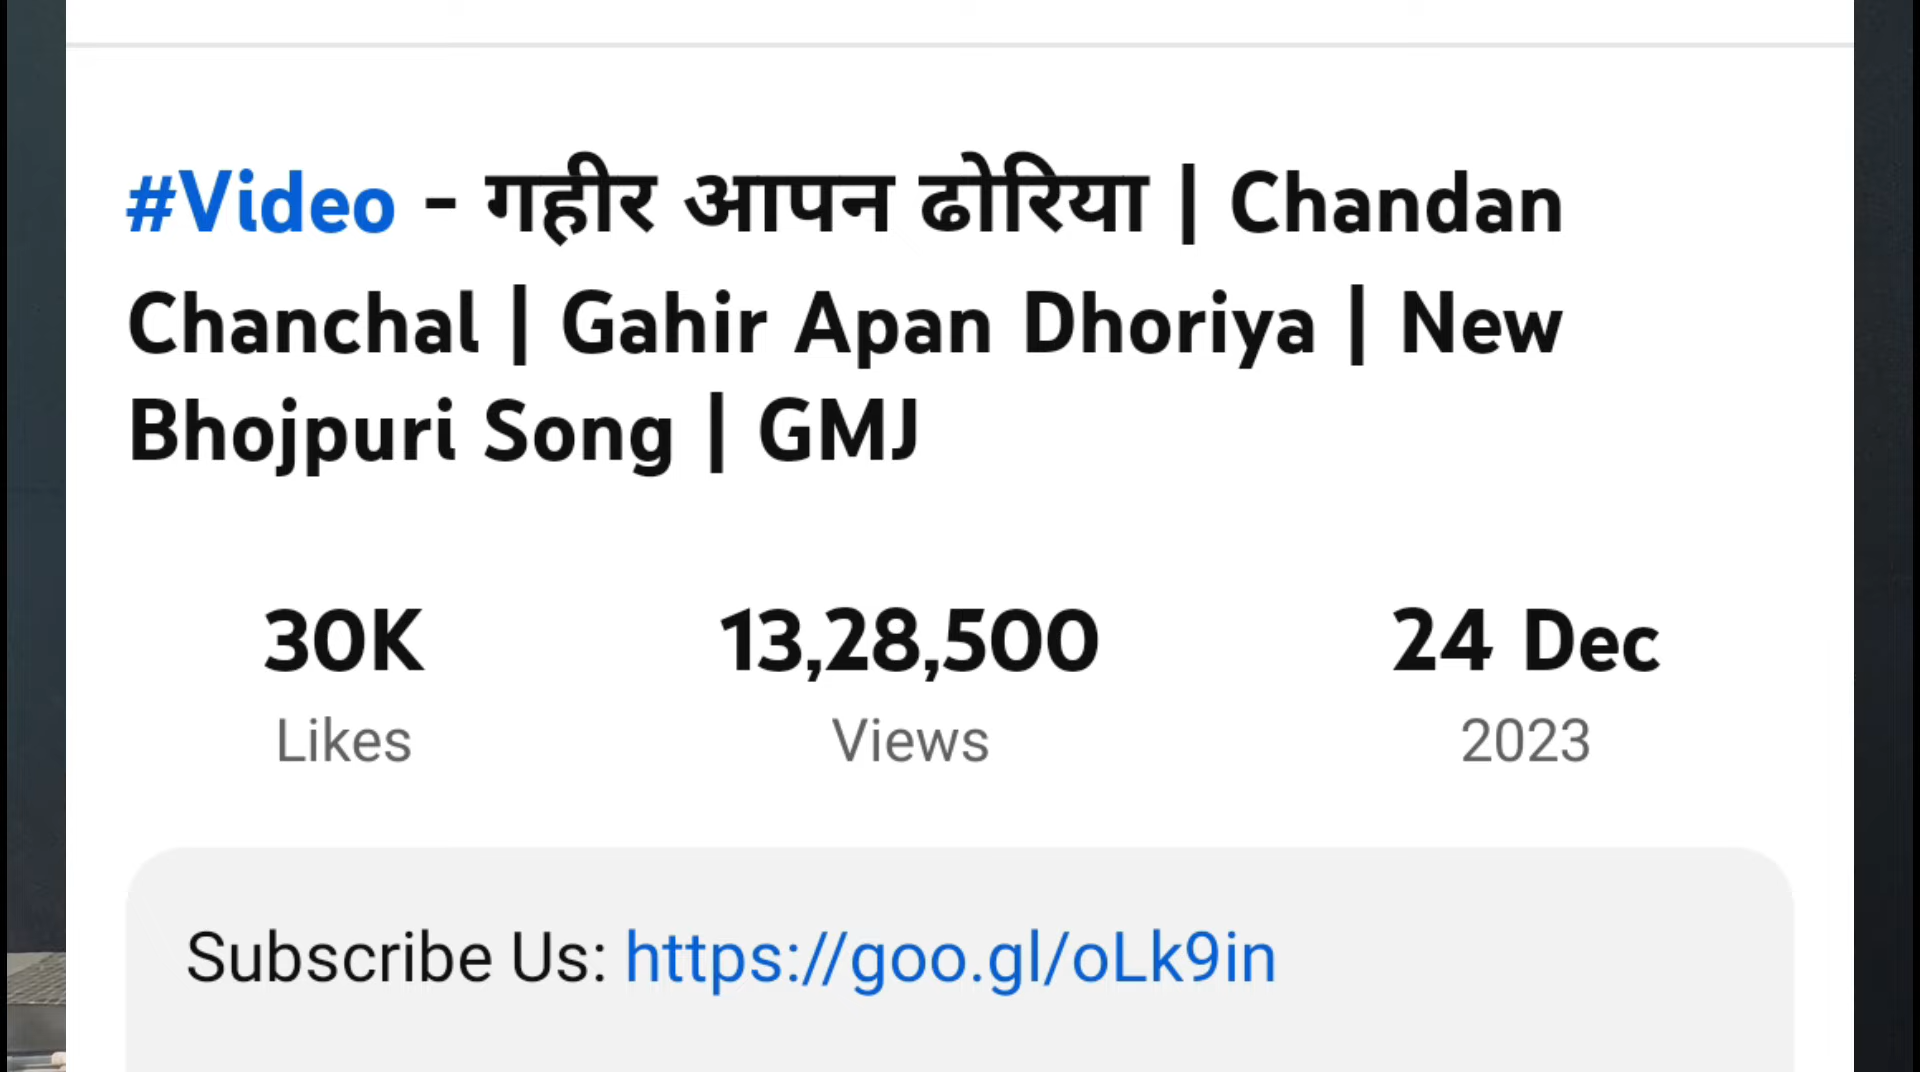 #Video - गहीर आपन ढोरिया | Chandan
Chanchal | Gahir Apan Dhoriya | New
Bhojpuri Song | GMJ
30K 13,28,500 24 Dec
Likes Views 2023
Subscribe Us: https://goo.gl/oLk9in